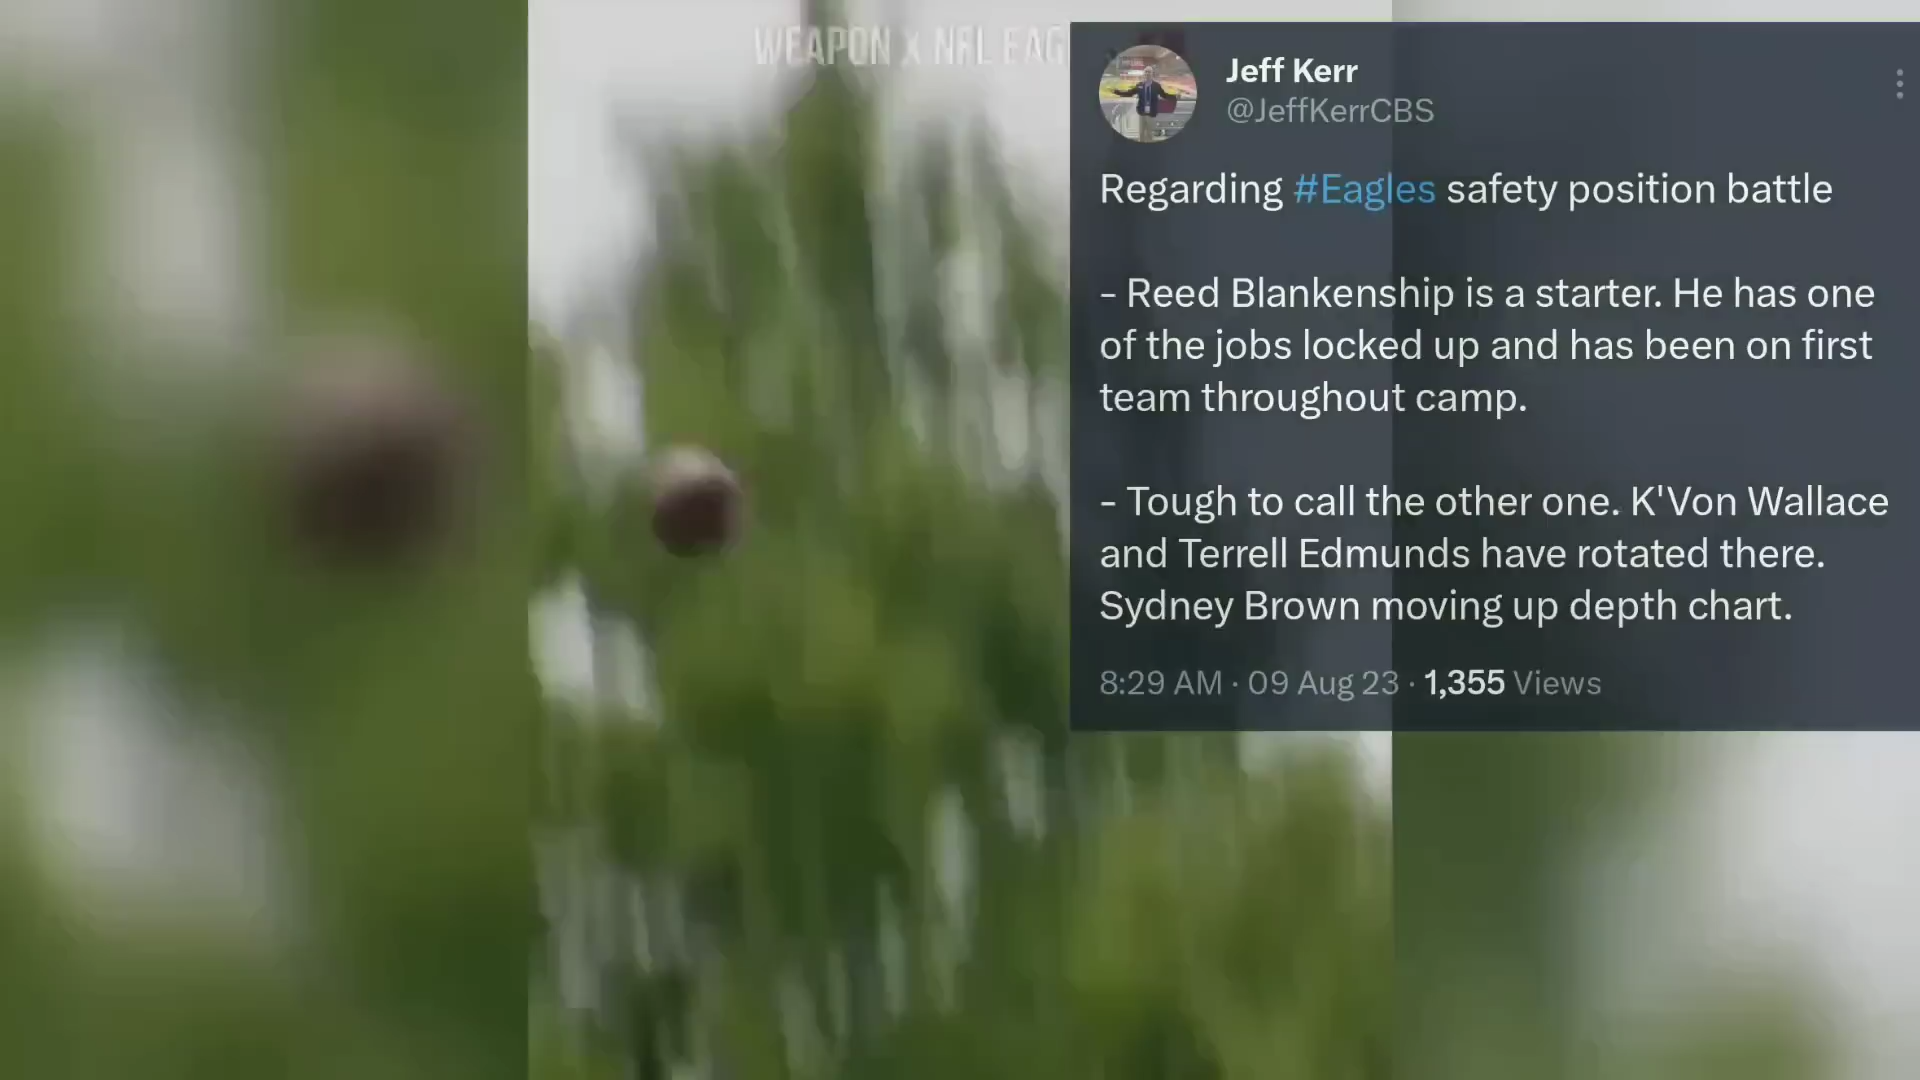 WEAPON X NFL EAG
Jeff Kerr
@JeffKerrCBS
Regarding #Eagles safety position battle
- Reed Blankenship is a starter. He has one
of the jobs locked up and has been on first
team throughout camp.
- Tough to call the other one. K'Von Wallace
and Terrell Edmunds have rotated there.
Sydney Brown moving up depth chart.
8:29 AM · 09 Aug 23 · 1,355 Views